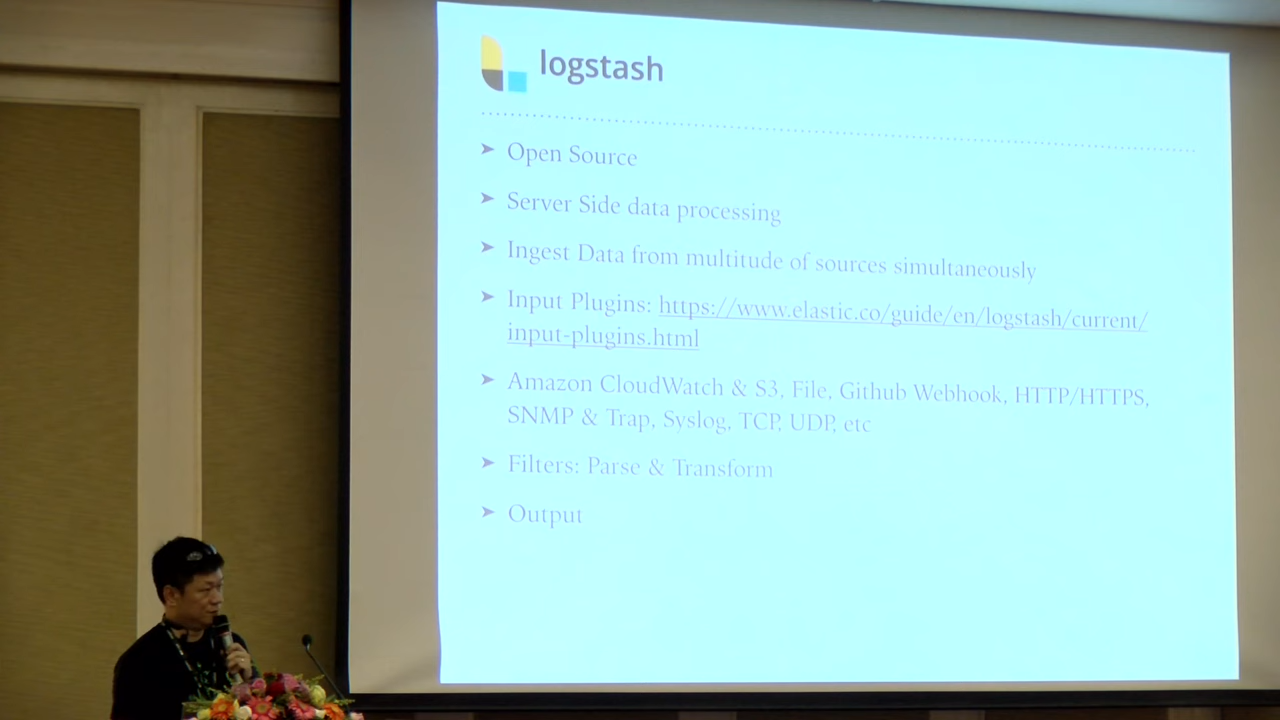 logstash
➤ Open Source
➤ Server Side data processing
➤ Ingest Data from multitude of sources simultaneously
➤ Input Plugins: https://www.elastic.co/guide/en/logstash/current/
input-plugins.html
➤ Amazon CloudWatch & S3, File, Github Webhook, HTTP/HTTPS,
SNMP & Trap, Syslog, TCP, UDP, etc
➤ Filters: Parse & Transform
➤ Output